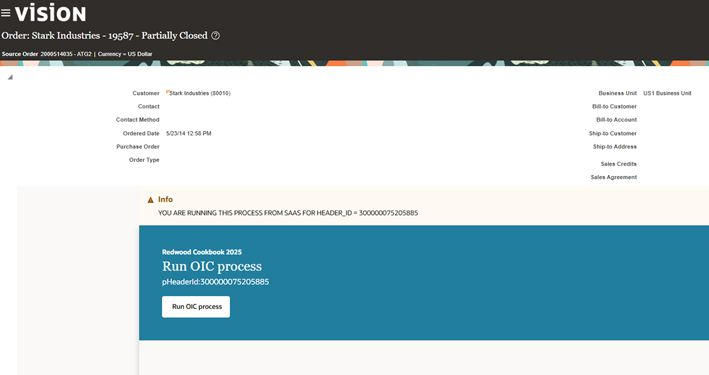 VISION
Order: Stark Industries - 19587 - Partially Closed ?
Source Order 2000514035 - ATG2 | Currency = US Dollar
Customer Stark Industries (80010)
Business Unit US1 Business Unit
Contact
Bill-to Customer
Contact Method
Bill-to Account
Ordered Date 5/23/14 12:58 PM
Ship-to Customer
Purchase Order
Ship-to Address
Order Type
Sales Credits
Sales Agreement
Info
YOU ARE RUNNING THIS PROCESS FROM SAAS FOR HEADER_ID = 300000075205885
Redwood Cookbook 2025
Run OIC process
pHeaderId:300000075205885
Run OIC process